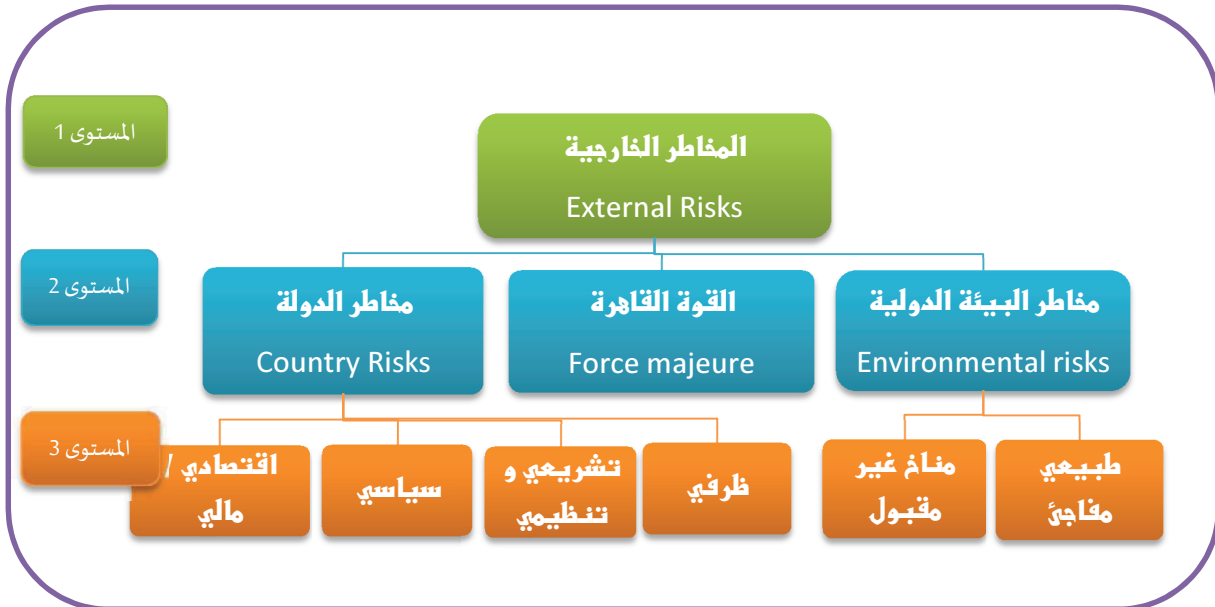 المستوى 1
المخاطر الخارجية
External Risks
المستوى 2
مخاطر البيئة الدولية
Environmental risks
القوة القاهرة
Force majeure
مخاطر الدولة
Country Risks
المستوى 3
طبيعي
مفاجئ
مناخ غير
مقبول
ظرفي
تشريعي و
تنظيمي
سياسي
اقتصادي /
مالي